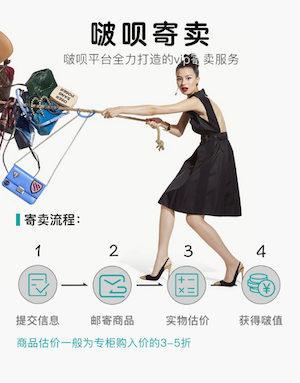 啵呗寄卖
啵呗平台全力打造的vip寄卖服务
寄卖流程:
1 2 3 4
提交信息 邮寄商品 实物估价 获得啵值
商品估价一般为专柜购入价的3-5折